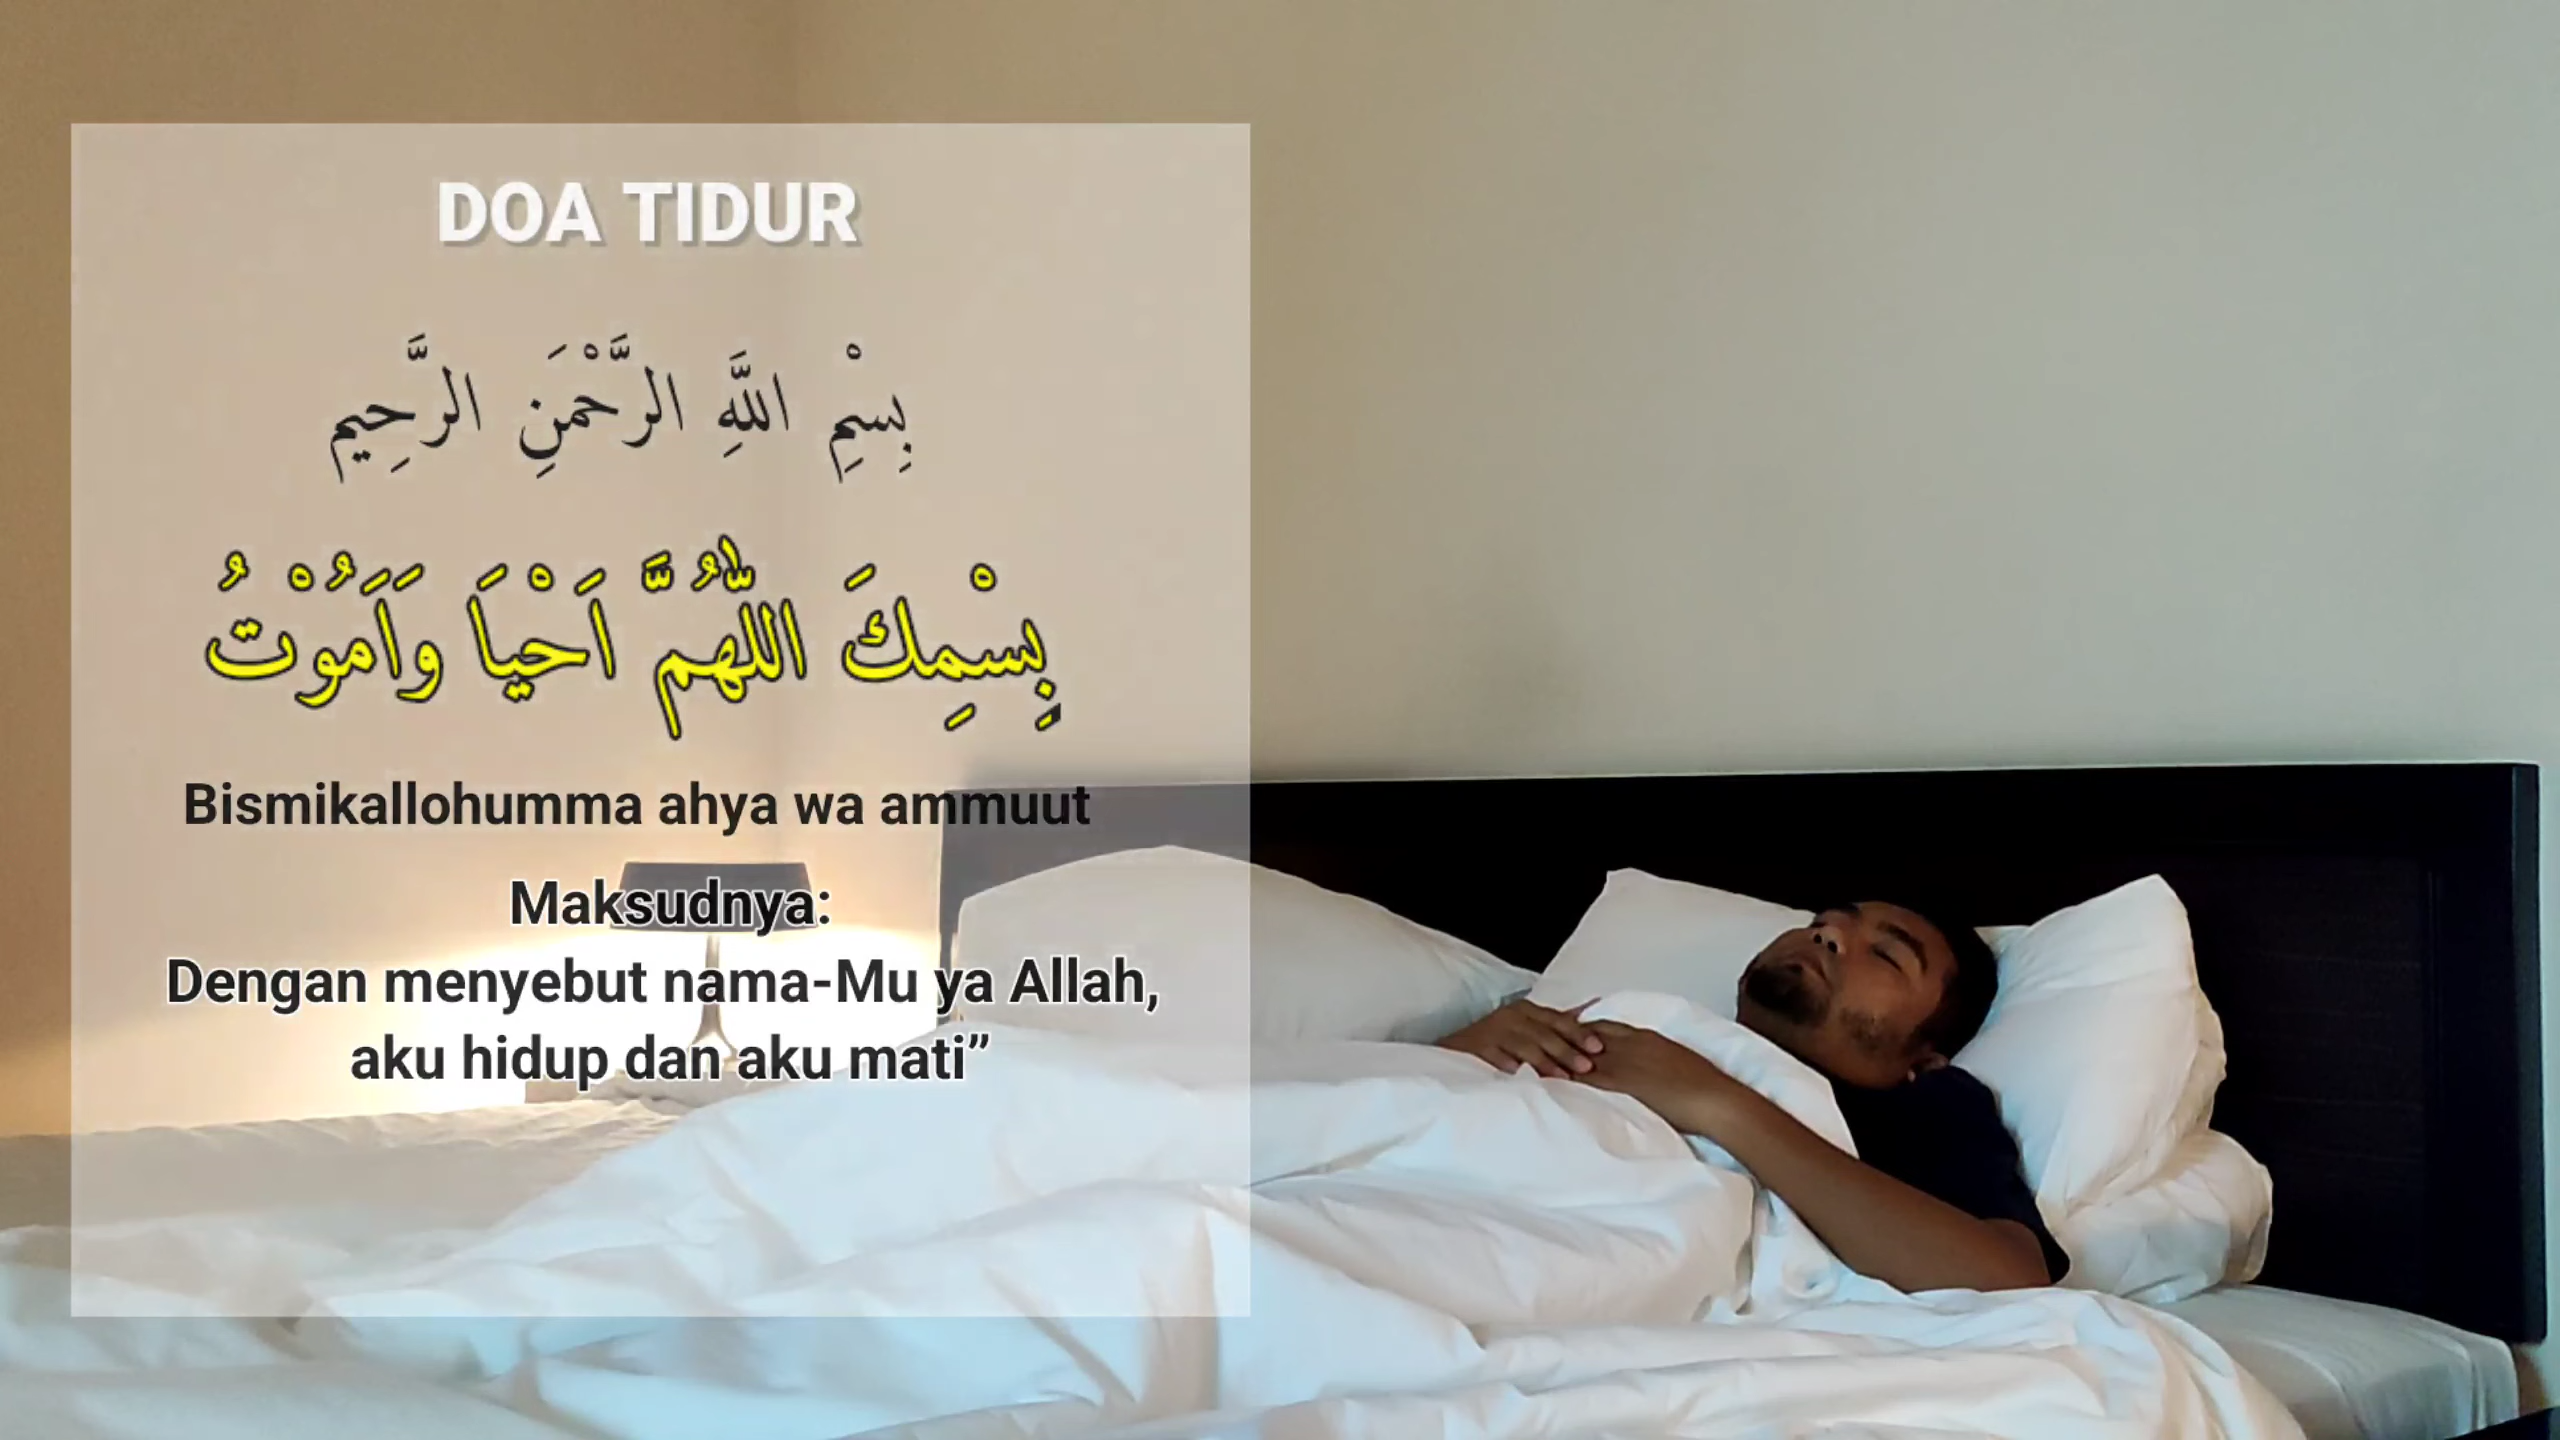 DOA TIDUR
بِسْمِ اللَّهِ الرَّحْمَنِ الرَّحِيم
بِسْمِكَ اللّٰهُمَّ اَحْيَا وَاَمُوْتُ
Bismikallohumma ahya wa ammuut
Maksudnya:
Dengan menyebut nama-Mu ya Allah,
aku hidup dan aku mati”